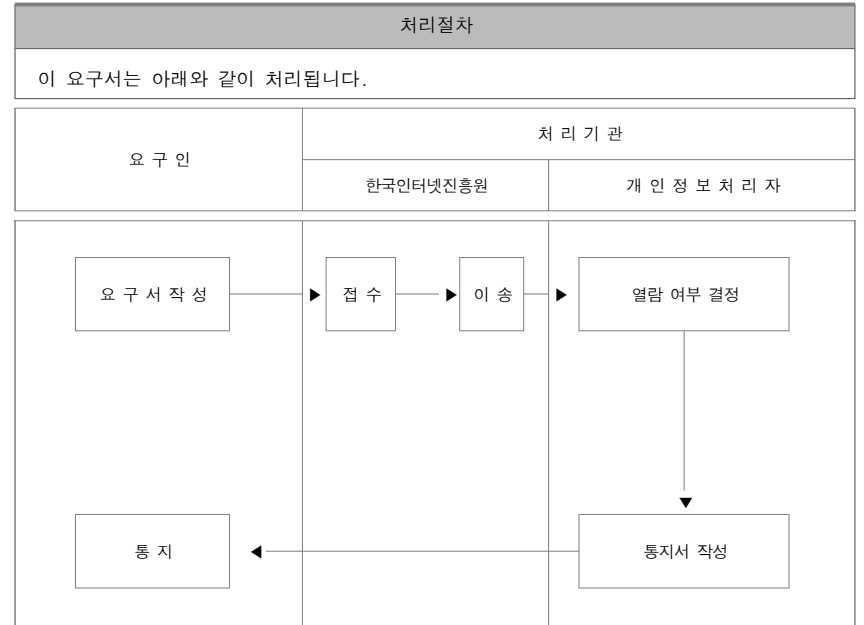 처리절차
이 요구서는 아래와 같이 처리됩니다.
요 구 인
처 리 기 관
한국인터넷진흥원
개 인 정 보 처 리 자
요 구 서 작 성
접 수
이 송
열람 여부 결정
통 지
통지서 작성